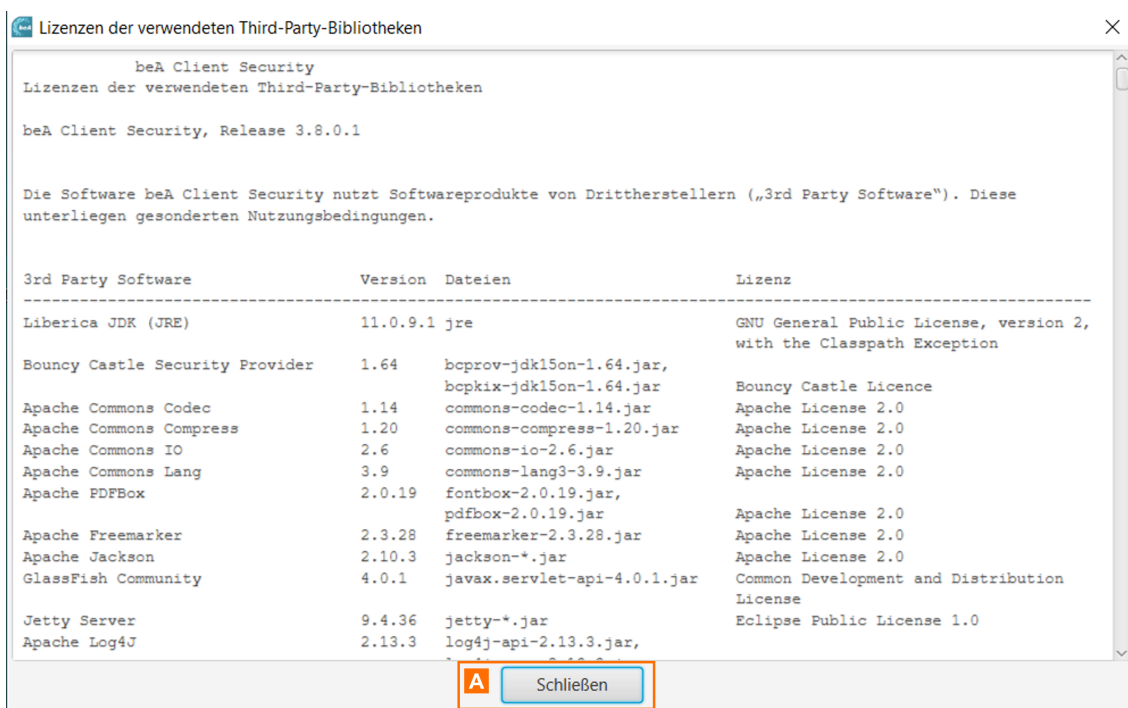 beA Lizenzen der verwendeten Third-Party-Bibliotheken
beA Client Security
Lizenzen der verwendeten Third-Party-Bibliotheken
beA Client Security, Release 3.8.0.1
Die Software beA Client Security nutzt Softwareprodukte von Drittherstellern („3rd Party Software“). Diese
unterliegen gesonderten Nutzungsbedingungen.
3rd Party Software Version Dateien Lizenz
Liberica JDK (JRE) 11.0.9.1 jre GNU General Public License, version 2,
with the Classpath Exception
Bouncy Castle Security Provider 1.64 bcprov-jdk15on-1.64.jar,
bcpkix-jdk15on-1.64.jar Bouncy Castle Licence
Apache Commons Codec 1.14 commons-codec-1.14.jar Apache License 2.0
Apache Commons Compress 1.20 commons-compress-1.20.jar Apache License 2.0
Apache Commons IO 2.6 commons-io-2.6.jar Apache License 2.0
Apache Commons Lang 3.9 commons-lang3-3.9.jar Apache License 2.0
Apache PDFBox 2.0.19 fontbox-2.0.19.jar,
pdfbox-2.0.19.jar Apache License 2.0
Apache Freemarker 2.3.28 freemarker-2.3.28.jar Apache License 2.0
Apache Jackson 2.10.3 jackson-*.jar Apache License 2.0
GlassFish Community 4.0.1 javax.servlet-api-4.0.1.jar Common Development and Distribution
License
Jetty Server 9.4.36 jetty-*.jar Eclipse Public License 1.0
Apache Log4J 2.13.3 log4j-api-2.13.3.jar,
A Schließen